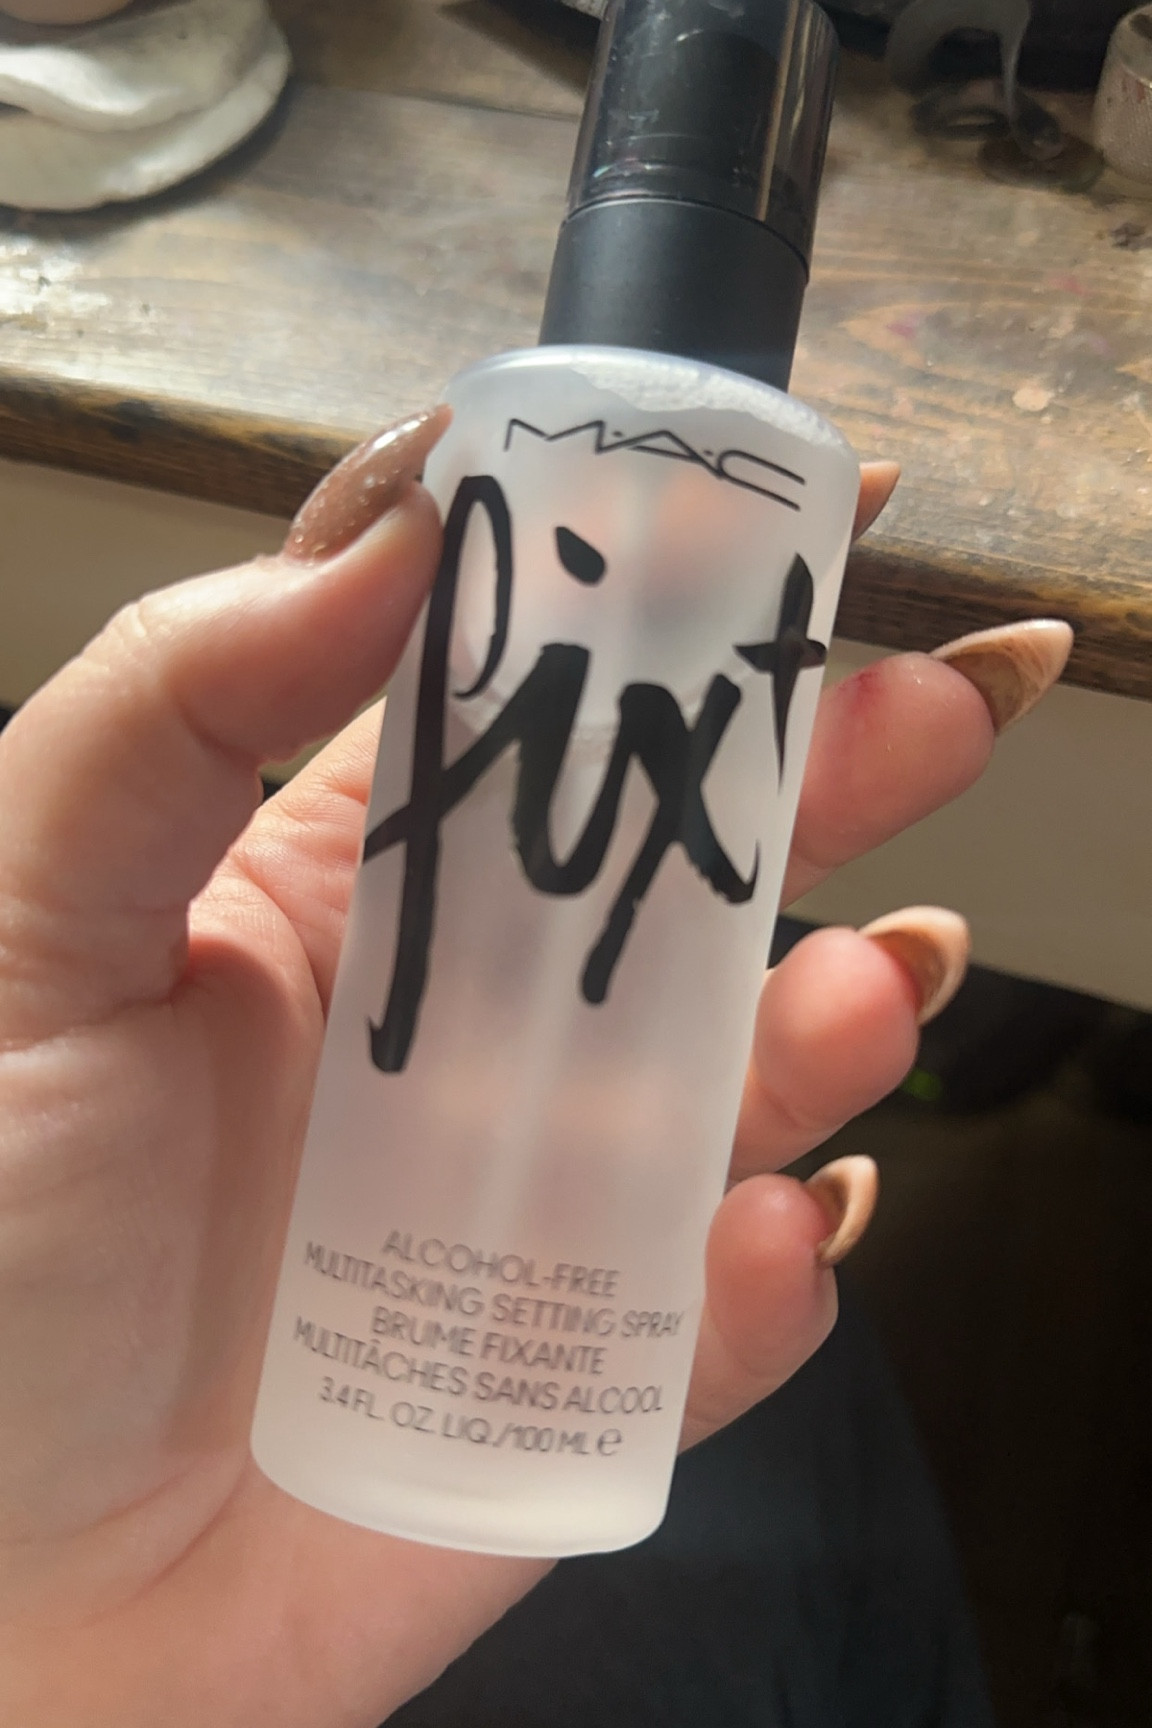 M·A·C
fix+
ALCOHOL-FREE
MULTITASKING SETTING SPRAY
BRUME FIXANTE
MULTITÂCHES SANS ALCOOL
3.4 FL. OZ. LIQ./100 ML ℮